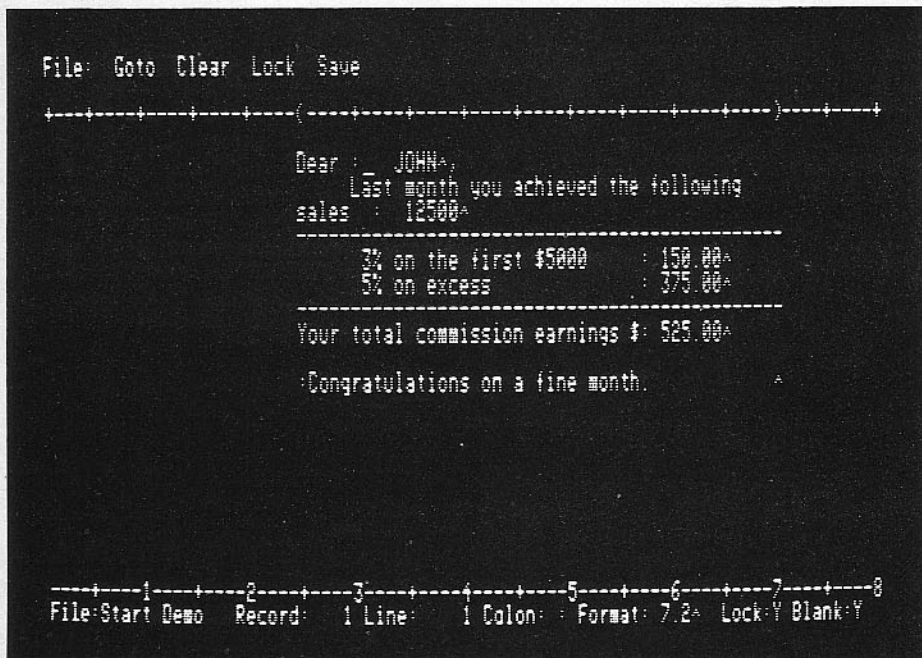 File: Goto Clear Lock Save
+---+----+----+----+----(----+----+----+----+----+----+----+----+----)----+----+
Dear :_  JOHN^,
Last month you achieved the following
sales :  12500^
-----------------------------------------------
3% on the first $5000 : 150.00^
5% on excess : 375.00^
-----------------------------------------------
Your total commission earnings $: 525.00^
:Congratulations on a fine month. ^
----+----1----+----2----+----3----+----4----+----5----+----6----+----7----+----8
File:Start Demo Record: 1 Line: 1 Colon: : Format: 7.2^ Lock:Y Blank:Y